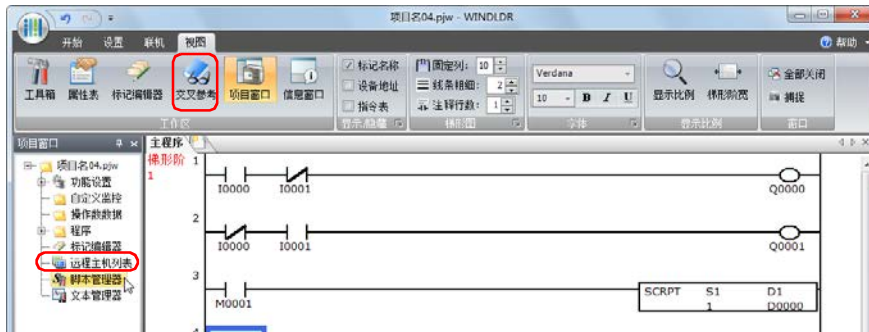 项目名04.pjw - WINDLDR
开始 设置 联机 视图 帮助
工具箱 属性表 标记编辑器 交叉参考 项目窗口 信息窗口
工作区
标记名称
设备地址
指令表
显示/隐藏
固定列: 10
线条粗细: 2
注释行数: 1
梯形图
Verdana
10 B I U
字体
显示比例 梯形阶宽
显示比例
全部关闭
捕捉
窗口
项目窗口
项目名04.pjw
功能设置
自定义监控
操作数数据
程序
标记编辑器
远程主机列表
脚本管理器
文本管理器
主程序
梯形阶 1
1
I0000 I0001 Q0000
2
I0000 I0001 Q0001
3
M0001
SCRPT S1 D1
1 D0000
4